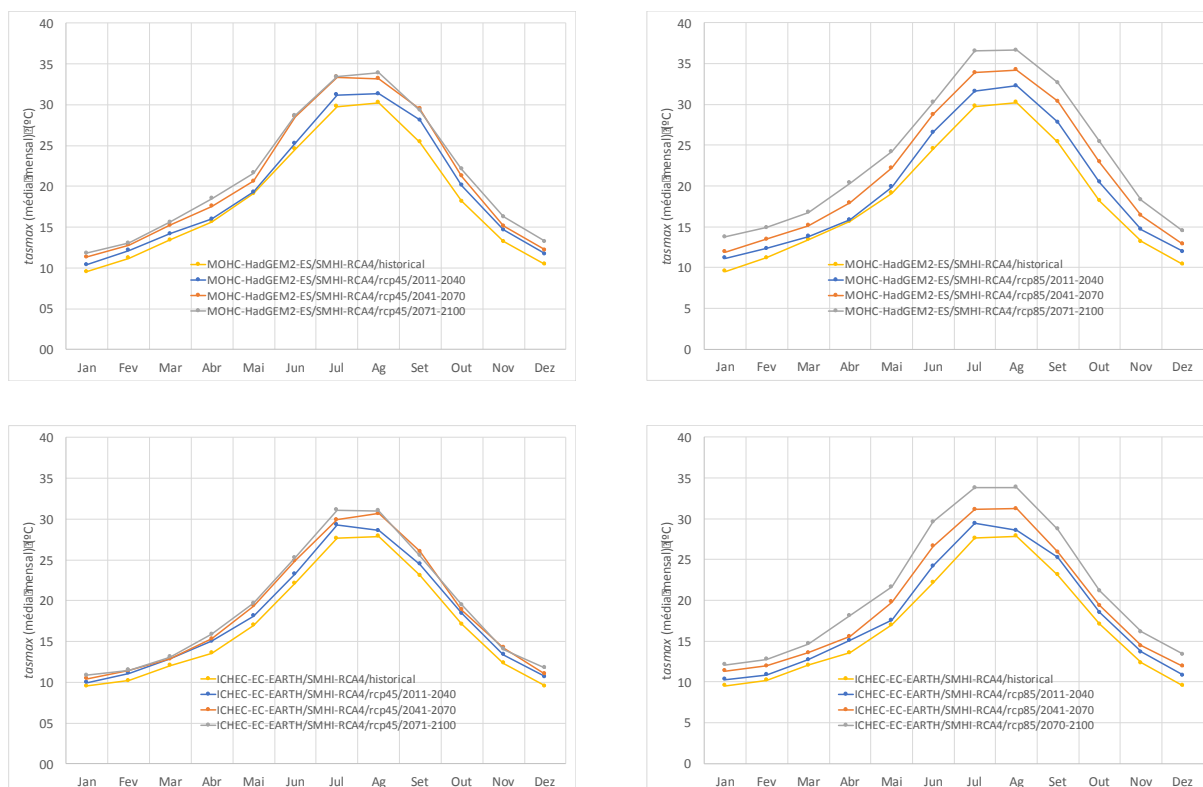 40
35
30
25
20
15
10
05
00
tasmax (média mensal) (ºC)
MOHC-HadGEM2-ES/SMHI-RCA4/historical
MOHC-HadGEM2-ES/SMHI-RCA4/rcp45/2011-2040
MOHC-HadGEM2-ES/SMHI-RCA4/rcp45/2041-2070
MOHC-HadGEM2-ES/SMHI-RCA4/rcp45/2071-2100
Jan Fev Mar Abr Mai Jun Jul Ag Set Out Nov Dez
40
35
30
25
20
15
10
5
0
tasmax (média mensal) (ºC)
MOHC-HadGEM2-ES/SMHI-RCA4/historical
MOHC-HadGEM2-ES/SMHI-RCA4/rcp85/2011-2040
MOHC-HadGEM2-ES/SMHI-RCA4/rcp85/2041-2070
MOHC-HadGEM2-ES/SMHI-RCA4/rcp85/2071-2100
Jan Fev Mar Abr Mai Jun Jul Ag Set Out Nov Dez
40
35
30
25
20
15
10
05
00
tasmax (média mensal) (ºC)
ICHEC-EC-EARTH/SMHI-RCA4/historical
ICHEC-EC-EARTH/SMHI-RCA4/rcp45/2011-2040
ICHEC-EC-EARTH/SMHI-RCA4/rcp45/2041-2070
ICHEC-EC-EARTH/SMHI-RCA4/rcp45/2071-2100
Jan Fev Mar Abr Mai Jun Jul Ag Set Out Nov Dez
40
35
30
25
20
15
10
5
0
tasmax (média mensal) (ºC)
ICHEC-EC-EARTH/SMHI-RCA4/historical
ICHEC-EC-EARTH/SMHI-RCA4/rcp85/2011-2040
ICHEC-EC-EARTH/SMHI-RCA4/rcp85/2041-2070
ICHEC-EC-EARTH/SMHI-RCA4/rcp85/2070-2100
Jan Fev Mar Abr Mai Jun Jul Ag Set Out Nov Dez